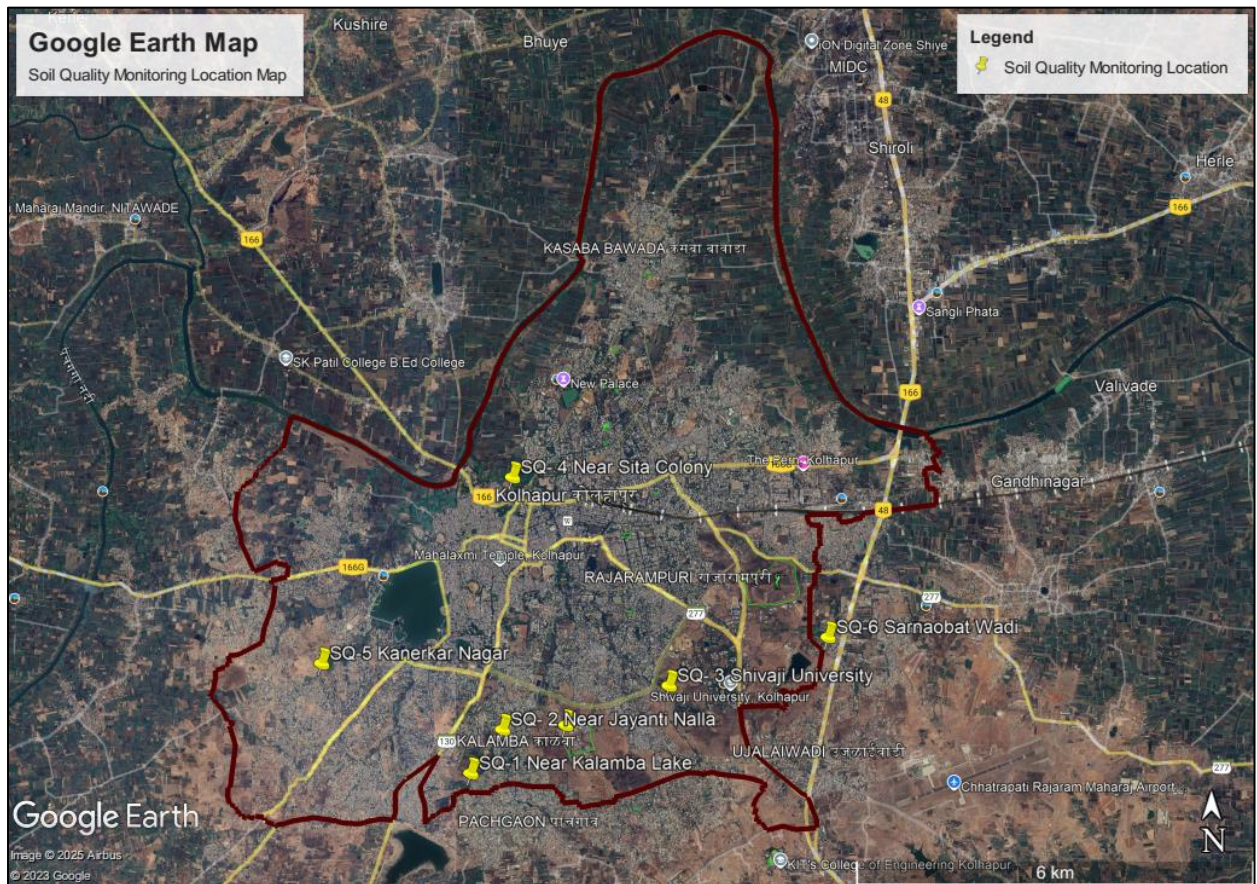 Google Earth Map
Soil Quality Monitoring Location Map
Legend
Soil Quality Monitoring Location
Kushire
Bhuye
iON Digital Zone Shiye
MIDC
48
Shiroli
Herle
Maharaj Mandir, NITAWADE
166
166
KASABA BAWADA कसबा बावाडा
Sangli Phata
पंचगंगा नदी
SK Patil College B.Ed College
New Palace
166
Valivade
SQ- 4 Near Sita Colony
The Fern Kolhapur
Gandhinagar
166
Kolhapur कोल्हापूर
48
Mahalaxmi Temple, Kolhapur
166G
RAJARAMPURI राजारामपुरी
277
277
SQ-6 Sarnaobat Wadi
SQ-5 Kanerkar Nagar
SQ- 3 Shivaji University
Shivaji University, Kolhapur
SQ- 2 Near Jayanti Nalla
130
KALAMBA काळंबा
UJALAIWADI उजळाईवाडी
SQ-1 Near Kalamba Lake
277
Chhatrapati Rajaram Maharaj Airport...
Google Earth
PACHGAON पाचगाव
N
Image © 2025 Airbus
© 2023 Google
KIT's College of Engineering Kolhapur
6 km